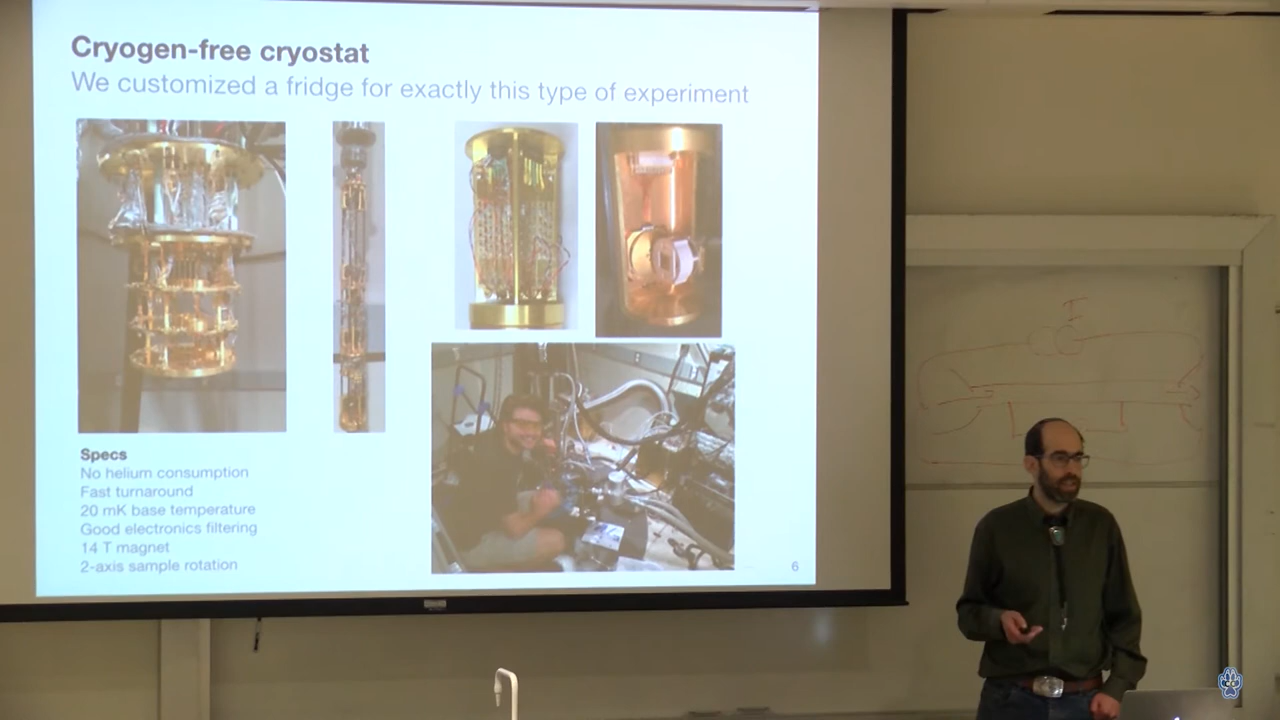 Cryogen-free cryostat
We customized a fridge for exactly this type of experiment
Specs
No helium consumption
Fast turnaround
20 mK base temperature
Good electronics filtering
14 T magnet
2-axis sample rotation
6
I